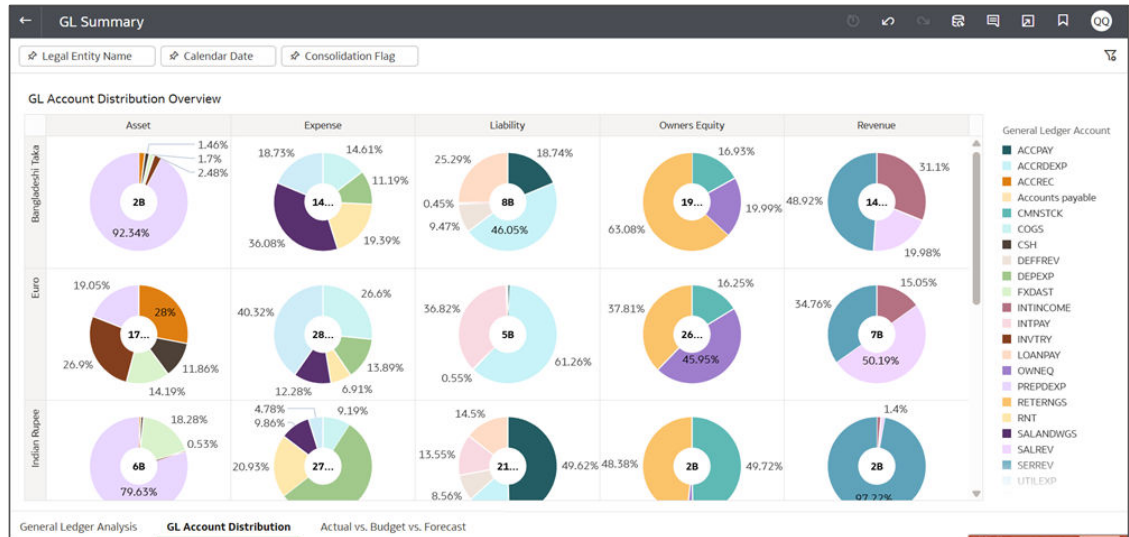 GL Summary
QQ
Legal Entity Name
Calendar Date
Consolidation Flag
GL Account Distribution Overview
Asset
Expense
Liability
Owners Equity
Revenue
Bangladeshi Taka
1.46%
1.7%
2.48%
92.34%
2B
18.73%
14.61%
11.19%
19.39%
36.08%
14...
25.29%
18.74%
0.45%
9.47%
46.05%
8B
16.93%
19.99%
63.08%
19...
48.92%
31.1%
19.98%
14...
Euro
19.05%
28%
26.9%
11.86%
14.19%
17...
40.32%
26.6%
13.89%
6.91%
12.28%
28...
36.82%
61.26%
0.55%
5B
37.81%
16.25%
45.95%
26...
34.76%
15.05%
50.19%
7B
Indian Rupee
18.28%
0.53%
79.63%
6B
4.78%
9.19%
9.86%
20.93%
27...
14.5%
13.55%
8.56%
49.62%
21...
48.38%
49.72%
2B
1.4%
97.22%
2B
General Ledger Account
ACCPAY
ACCRDEXP
ACCREC
Accounts payable
CMNSTCK
COGS
CSH
DEFFREV
DEPEXP
FXDAST
INTINCOME
INTPAY
INVTRY
LOANPAY
OWNEQ
PREPDEXP
RETERNGS
RNT
SALANDWGS
SALREV
SERREV
UTILEXP
General Ledger Analysis
GL Account Distribution
Actual vs. Budget vs. Forecast